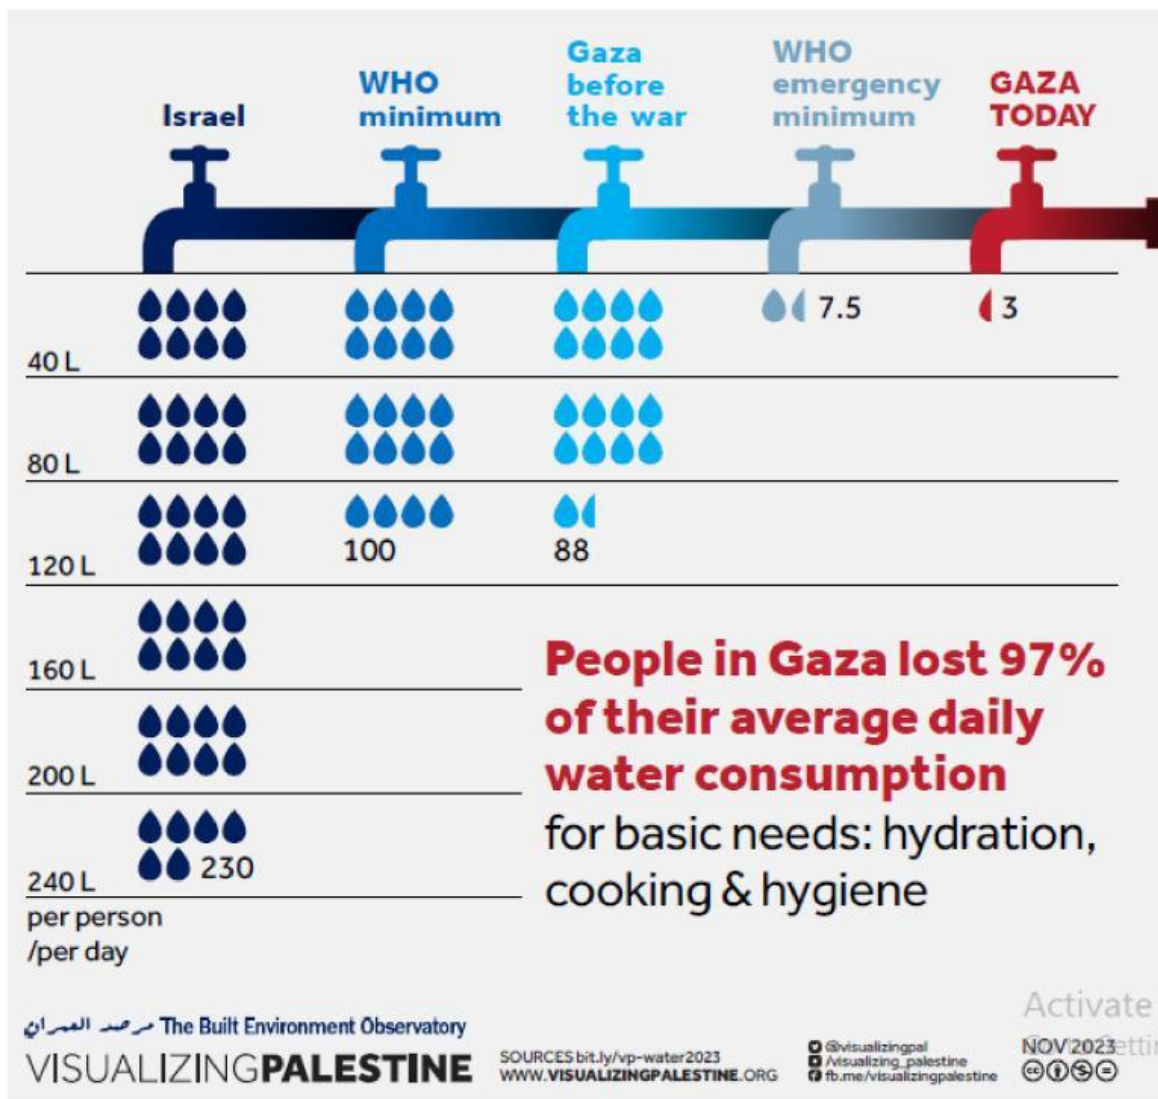 Israel
WHO
minimum
Gaza
before
the war
WHO
emergency
minimum
GAZA
TODAY
7.5
3
40 L
80 L
100
88
120 L
160 L
200 L
230
240 L
per person
/per day
People in Gaza lost 97%
of their average daily
water consumption
for basic needs: hydration,
cooking & hygiene
مرصد العمران The Built Environment Observatory
VISUALIZINGPALESTINE
SOURCES bit.ly/vp-water2023
WWW.VISUALIZINGPALESTINE.ORG
@visualizingpal
/visualizing_palestine
fb.me/visualizingpalestine
Activate
NOV 2023